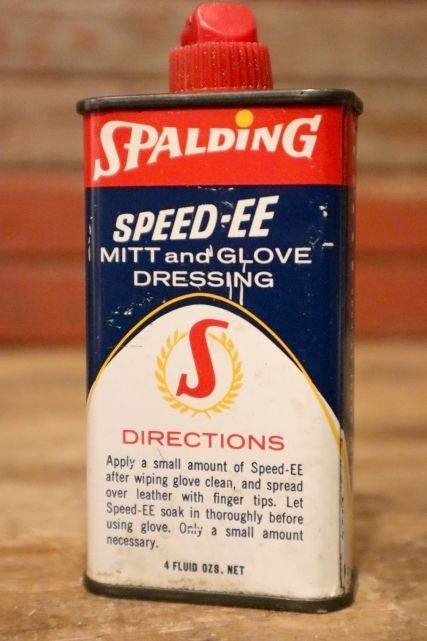 SPALDING
SPEED-EE
MITT and GLOVE
DRESSING
S
DIRECTIONS
Apply a small amount of Speed-EE
after wiping glove clean, and spread
over leather with finger tips. Let
Speed-EE soak in thoroughly before
using glove. Only a small amount
necessary.
4 FLUID OZS. NET